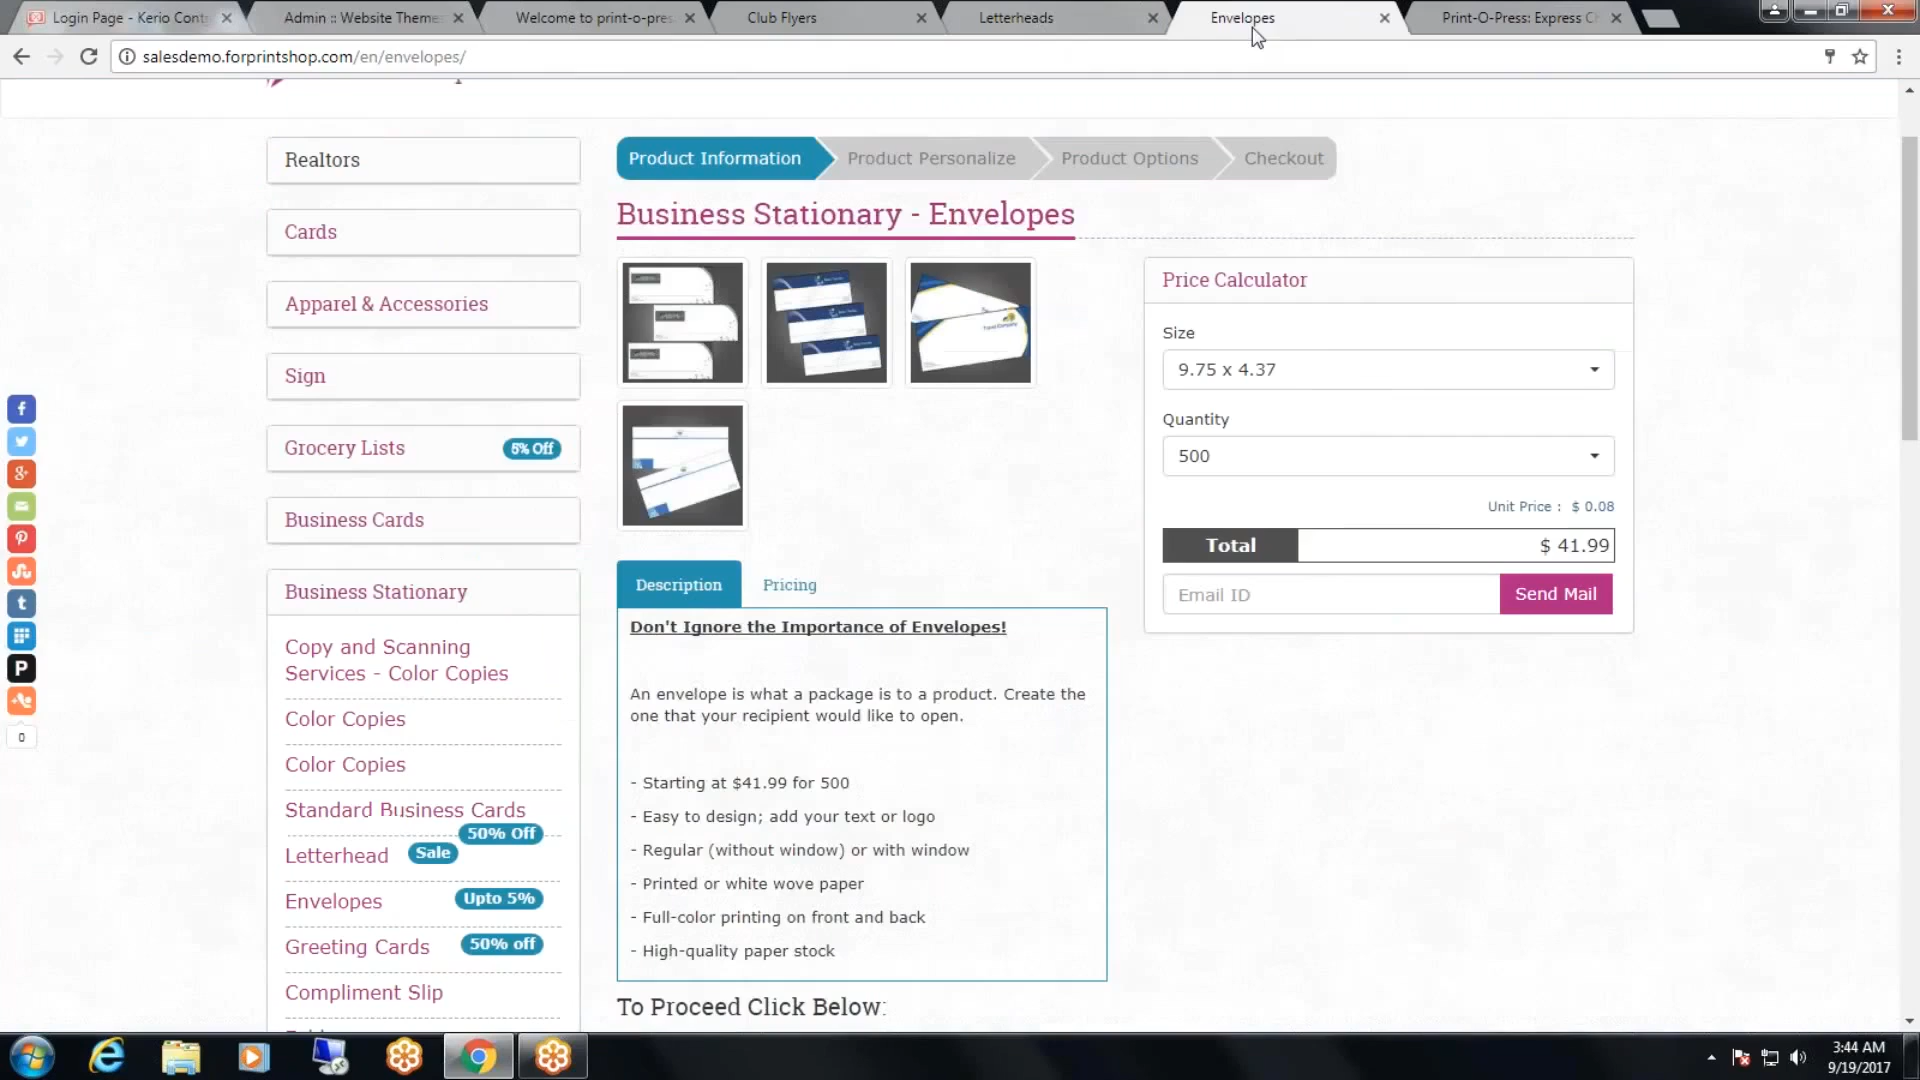 Login Page - Kerio Cont
Admin :: Website Theme
Welcome to print-o-pres
Club Flyers
Letterheads
Envelopes
Print-O-Press: Express Ch
salesdemo.forprintshop.com/en/envelopes/
Realtors
Cards
Apparel & Accessories
Sign
Grocery Lists
5% Off
Business Cards
Business Stationary
Copy and Scanning
Services - Color Copies
Color Copies
Color Copies
Standard Business Cards
50% Off
Letterhead
Sale
Envelopes
Upto 5%
Greeting Cards
50% off
Compliment Slip
Product Information
Product Personalize
Product Options
Checkout
Business Stationary - Envelopes
Description
Pricing
Don't Ignore the Importance of Envelopes!
An envelope is what a package is to a product. Create the
one that your recipient would like to open.
- Starting at $41.99 for 500
- Easy to design; add your text or logo
- Regular (without window) or with window
- Printed or white wove paper
- Full-color printing on front and back
- High-quality paper stock
To Proceed Click Below:
Price Calculator
Size
9.75 x 4.37
Quantity
500
Unit Price : $ 0.08
Total
$ 41.99
Email ID
Send Mail
0
3:44 AM
9/19/2017